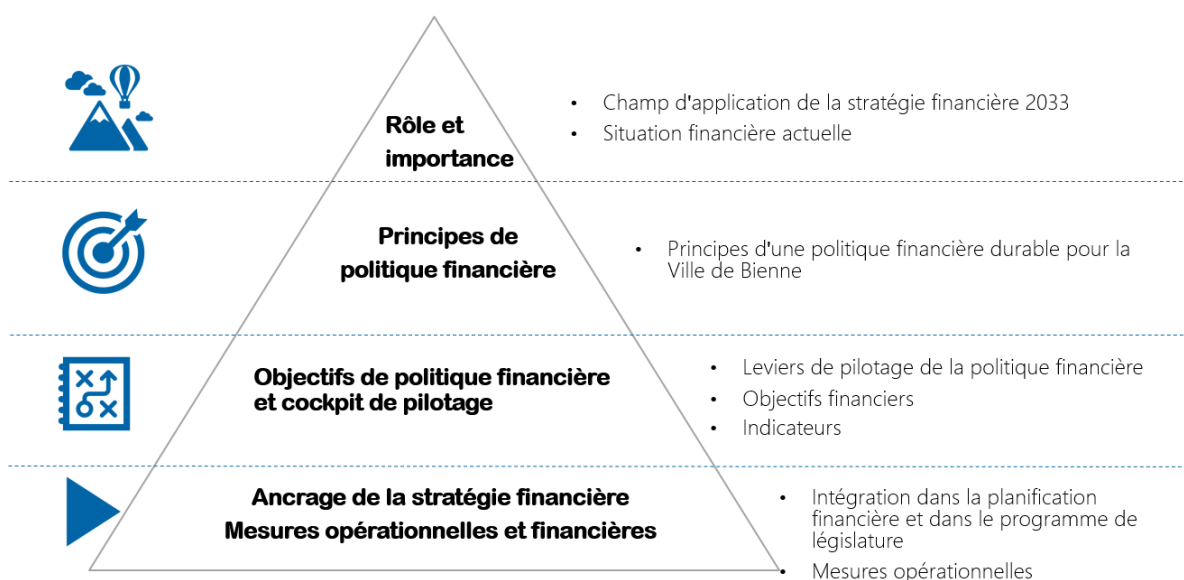 Rôle et
importance
• Champ d'application de la stratégie financière 2033
• Situation financière actuelle
Principes de
politique financière
• Principes d'une politique financière durable pour la
Ville de Bienne
Objectifs de politique financière
et cockpit de pilotage
• Leviers de pilotage de la politique financière
• Objectifs financiers
• Indicateurs
Ancrage de la stratégie financière
Mesures opérationnelles et financières
• Intégration dans la planification
financière et dans le programme de
législature
• Mesures opérationnelles